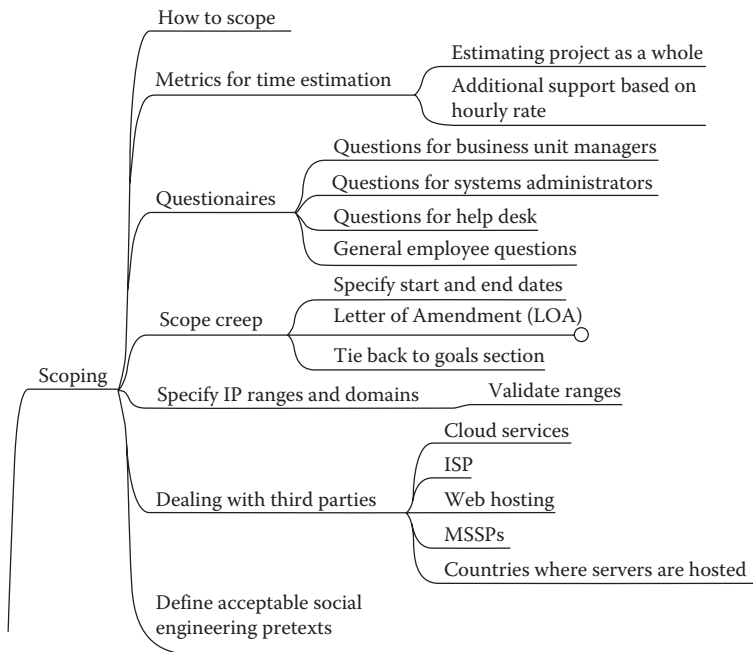 How to scope
Metrics for time estimation
Estimating project as a whole
Additional support based on
hourly rate
Questionaires
Questions for business unit managers
Questions for systems administrators
Questions for help desk
General employee questions
Scope creep
Specify start and end dates
Letter of Amendment (LOA)
Tie back to goals section
Scoping
Specify IP ranges and domains
Validate ranges
Dealing with third parties
Cloud services
ISP
Web hosting
MSSPs
Countries where servers are hosted
Define acceptable social
engineering pretexts